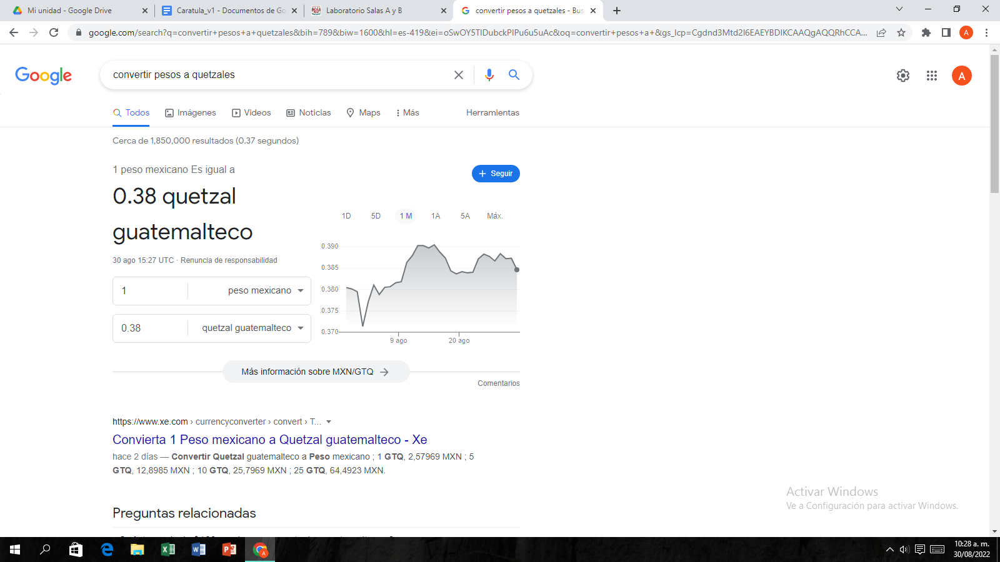 Mi unidad - Google Drive
Caratula_v1 - Documentos de Go
Laboratorio Salas A y B
convertir pesos a quetzales - Bus
google.com/search?q=convertir+pesos+a+quetzales&bih=789&biw=1600&hl=es-419&ei=oSwOY5TIDubckPIPu6u5uAc&oq=convertir+pesos+a+&gs_lcp=Cgdnd3Mtd2l6EAEYBDIKCAAQgAQQRhCCA...
A
Google
convertir pesos a quetzales
A
Todos
Imágenes
Videos
Noticias
Maps
Más
Herramientas
Cerca de 1,850,000 resultados (0.37 segundos)
1 peso mexicano Es igual a
Seguir
0.38 quetzal
guatemalteco
30 ago 15:27 UTC · Renuncia de responsabilidad
1 peso mexicano
0.38 quetzal guatemalteco
1D 5D 1 M 1A 5A Máx.
0.390
0.385
0.380
0.375
0.370
9 ago 20 ago
Más información sobre MXN/GTQ
Comentarios
https://www.xe.com › currencyconverter › convert › T...
Convierta 1 Peso mexicano a Quetzal guatemalteco - Xe
hace 2 días — Convertir Quetzal guatemalteco a Peso mexicano ; 1 GTQ, 2,57969 MXN ; 5
GTQ, 12,8985 MXN ; 10 GTQ, 25,7969 MXN ; 25 GTQ, 64,4923 MXN.
Preguntas relacionadas
Activar Windows
Ve a Configuración para activar Windows.
10:28 a. m.
30/08/2022